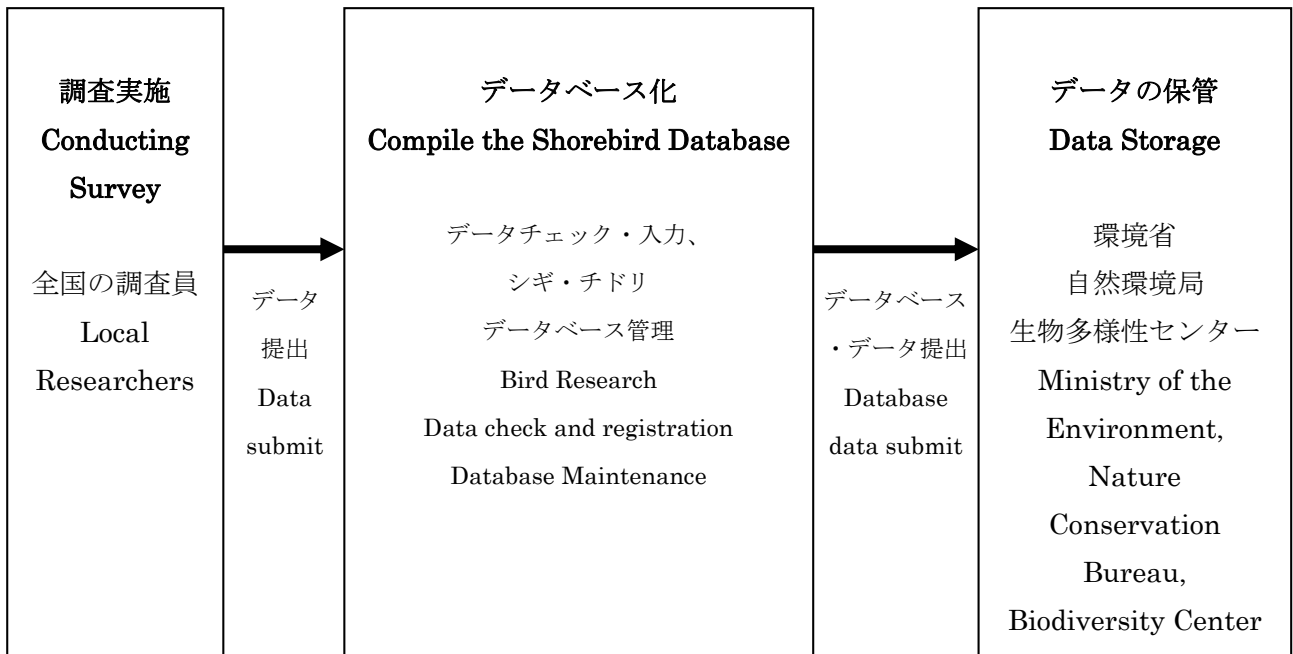 調査実施
Conducting
Survey
全国の調査員
Local
Researchers
データ
提出
Data
submit
データベース化
Compile the Shorebird Database
データチェック・入力、
シギ・チドリ
データベース管理
Bird Research
Data check and registration
Database Maintenance
データベース
・データ提出
Database
data submit
データの保管
Data Storage
環境省
自然環境局
生物多様性センター
Ministry of the
Environment,
Nature
Conservation
Bureau,
Biodiversity Center